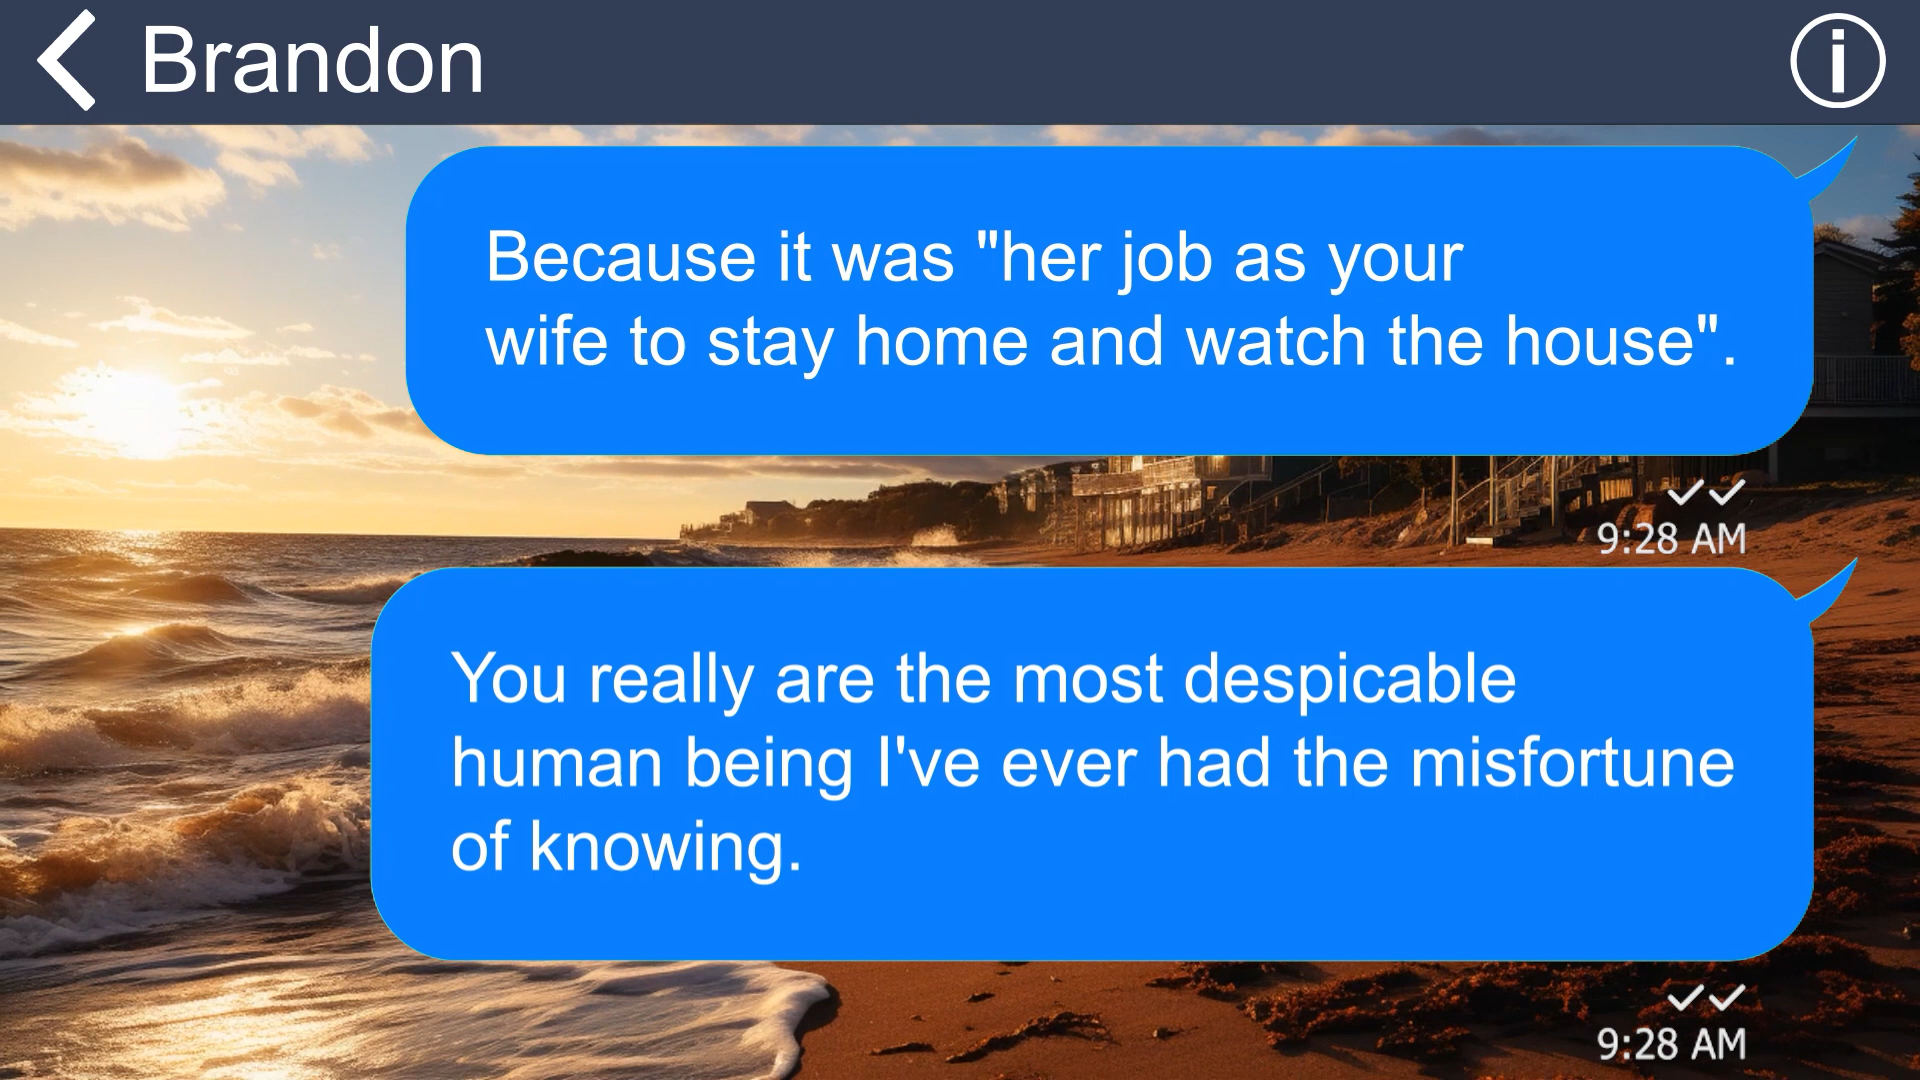 Brandon
Because it was "her job as your
wife to stay home and watch the house".
9:28 AM
You really are the most despicable
human being I've ever had the misfortune
of knowing.
9:28 AM